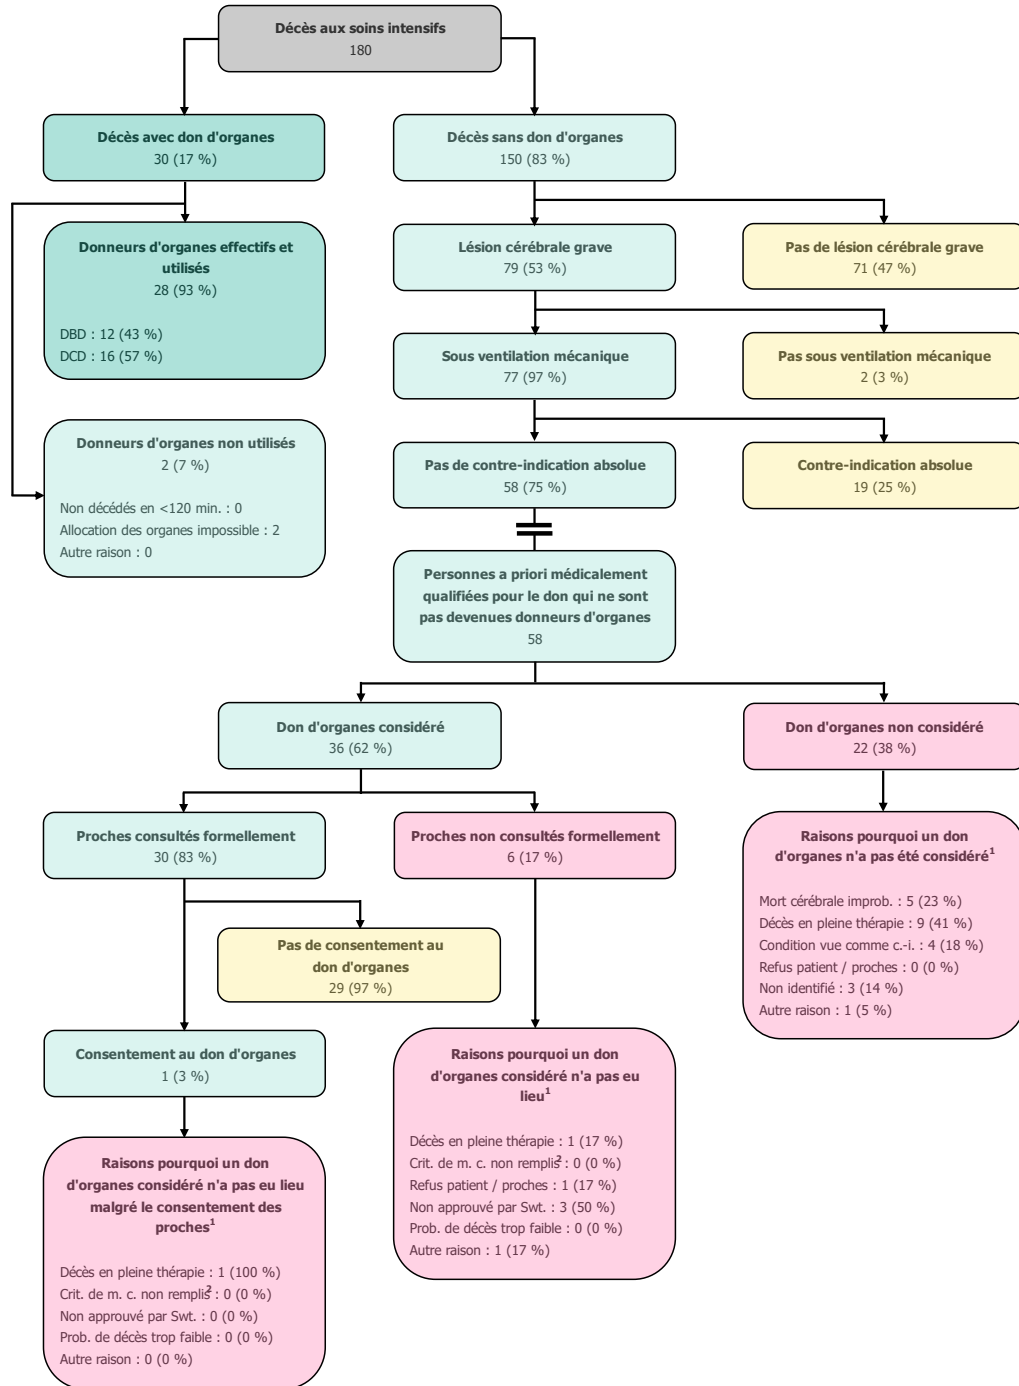 Décès aux soins intensifs
180
Décès avec don d'organes
30 (17 %)
Décès sans don d'organes
150 (83 %)
Donneurs d'organes effectifs et
utilisés
28 (93 %)
DBD : 12 (43 %)
DCD : 16 (57 %)
Lésion cérébrale grave
79 (53 %)
Pas de lésion cérébrale grave
71 (47 %)
Sous ventilation mécanique
77 (97 %)
Pas sous ventilation mécanique
2 (3 %)
Donneurs d'organes non utilisés
2 (7 %)
Non décédés en <120 min. : 0
Allocation des organes impossible : 2
Autre raison : 0
Pas de contre-indication absolue
58 (75 %)
Contre-indication absolue
19 (25 %)
Personnes a priori médicalement
qualifiées pour le don qui ne sont
pas devenues donneurs d'organes
58
Don d'organes considéré
36 (62 %)
Don d'organes non considéré
22 (38 %)
Proches consultés formellement
30 (83 %)
Proches non consultés formellement
6 (17 %)
Raisons pourquoi un don
d'organes n'a pas été considéré¹
Mort cérébrale improb. : 5 (23 %)
Décès en pleine thérapie : 9 (41 %)
Condition vue comme c.-i. : 4 (18 %)
Refus patient / proches : 0 (0 %)
Non identifié : 3 (14 %)
Autre raison : 1 (5 %)
Pas de consentement au
don d'organes
29 (97 %)
Consentement au don d'organes
1 (3 %)
Raisons pourquoi un don
d'organes considéré n'a pas eu
lieu¹
Décès en pleine thérapie : 1 (17 %)
Crit. de m. c. non remplis² : 0 (0 %)
Refus patient / proches : 1 (17 %)
Non approuvé par Swt. : 3 (50 %)
Prob. de décès trop faible : 0 (0 %)
Autre raison : 1 (17 %)
Raisons pourquoi un don
d'organes considéré n'a pas eu lieu
malgré le consentement des
proches¹
Décès en pleine thérapie : 1 (100 %)
Crit. de m. c. non remplis² : 0 (0 %)
Non approuvé par Swt. : 0 (0 %)
Prob. de décès trop faible : 0 (0 %)
Autre raison : 0 (0 %)